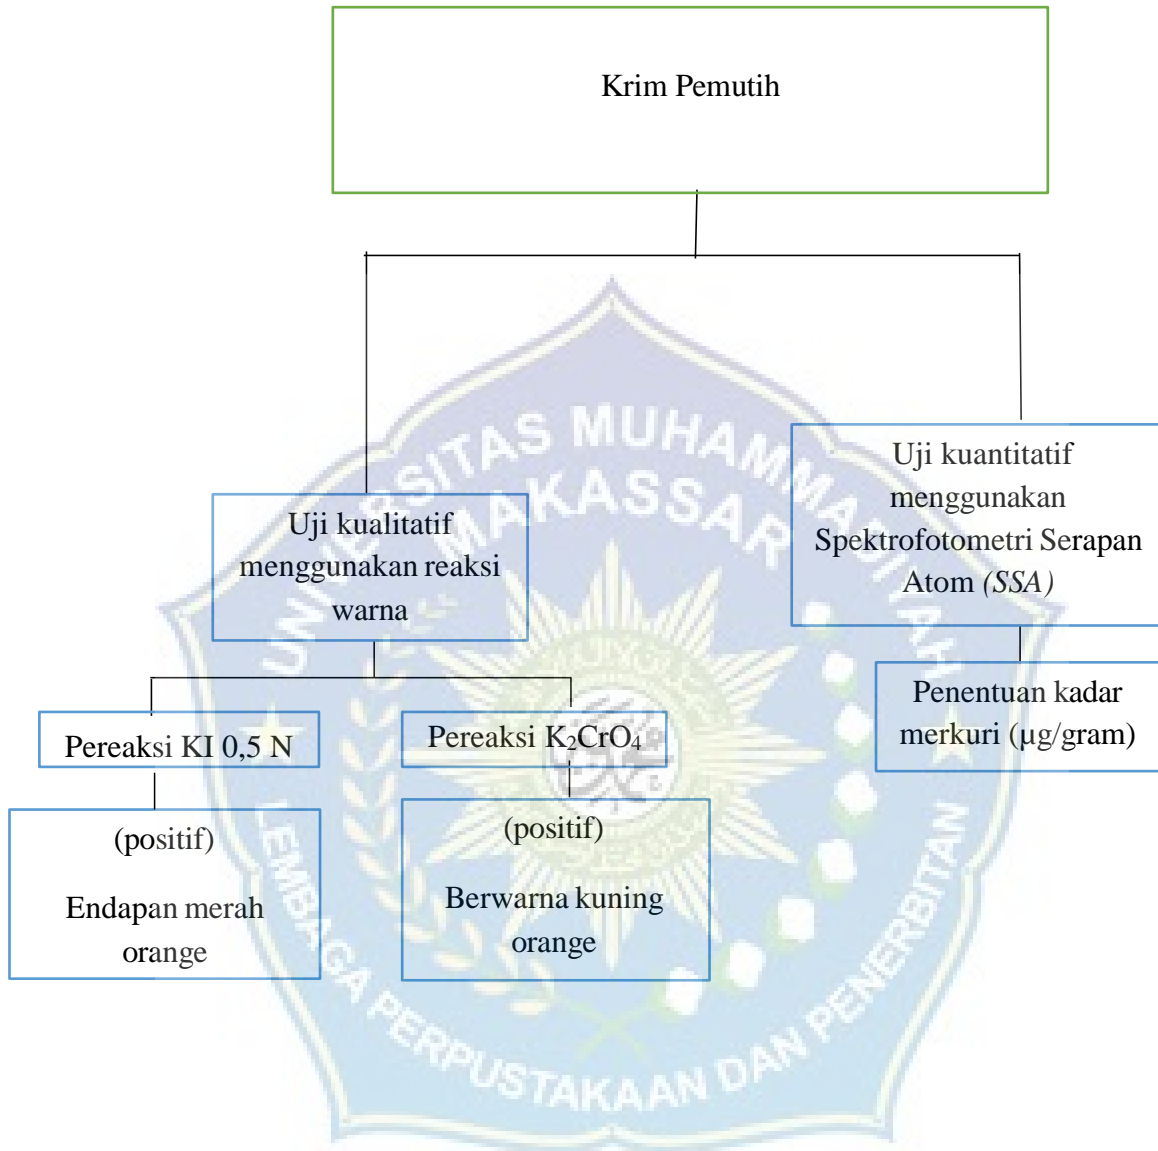 Krim Pemutih
UNIVERSITAS MUHAMMADIYAH
MAKASSAR
Uji kualitatif
menggunakan reaksi
warna
Uji kuantitatif
menggunakan
Spektrofotometri Serapan
Atom (SSA)
Pereaksi KI 0,5 N
Pereaksi K₂CrO₄
Penentuan kadar
merkuri (µg/gram)
(positif)
Endapan merah
orange
(positif)
Berwarna kuning
orange
LEMBAGA PERPUSTAKAAN DAN PENERBITAN